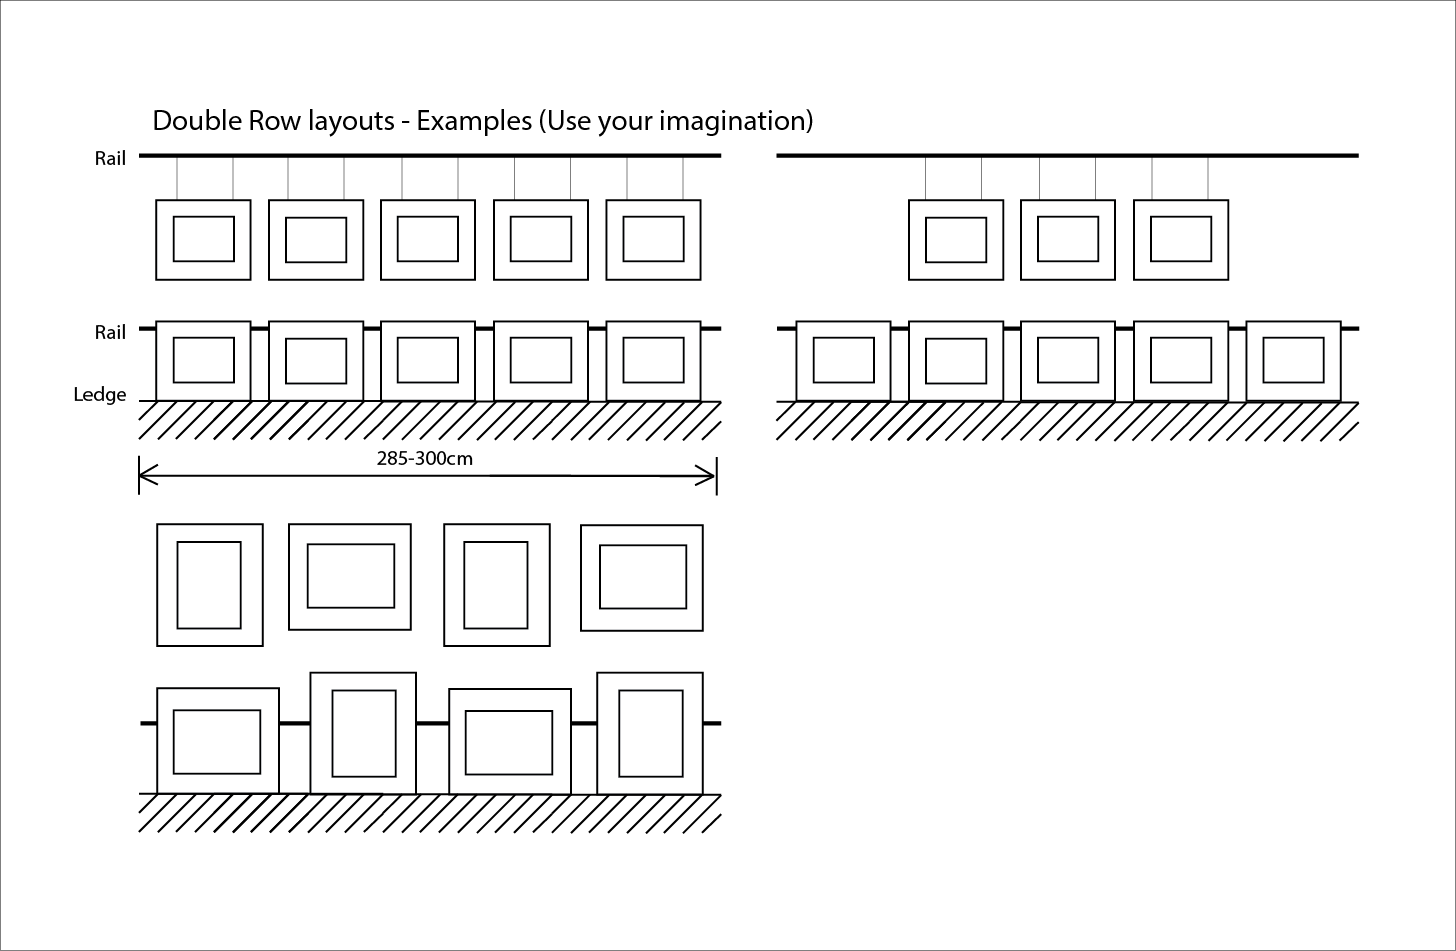 Double Row layouts - Examples (Use your imagination)
Rail
Rail
Ledge
285-300cm